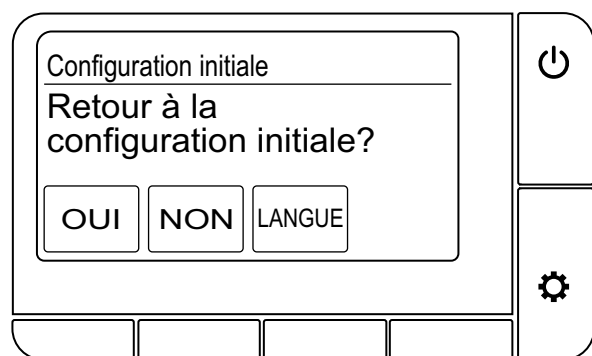 Configuration initiale
Retour à la
configuration initiale?
OUI
NON
LANGUE